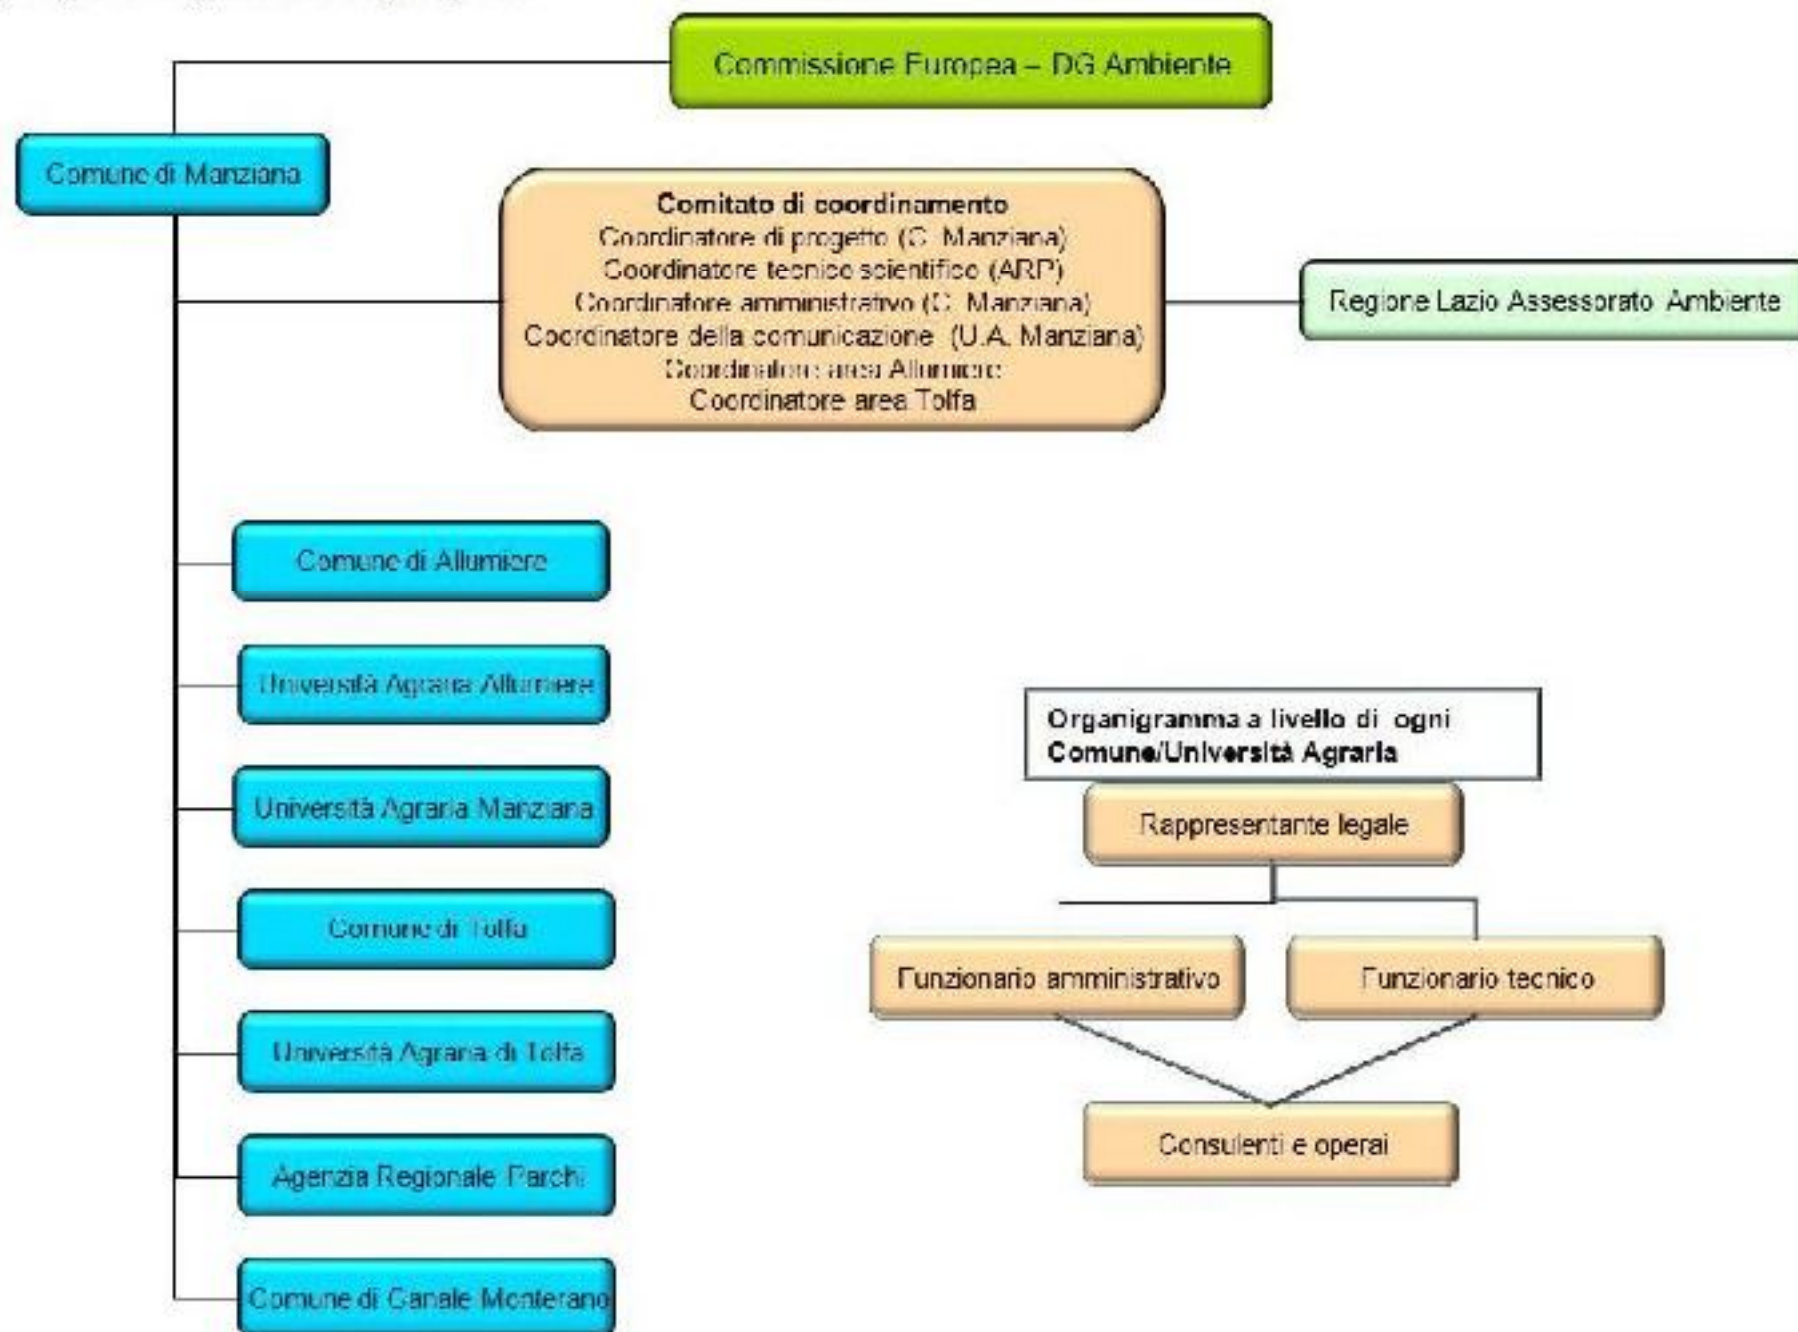 Commissione Europea – DG Ambiente
Comune di Manziana
Comitato di coordinamento
Coordinatore di progetto (C. Manziana)
Coordinatore tecnico scientifico (ARP)
Coordinatore amministrativo (C. Manziana)
Coordinatore della comunicazione (U.A. Manziana)
Coordinatore area Allumiere
Coordinatore area Tolfa
Regione Lazio Assessorato Ambiente
Comune di Allumiere
Università Agraria Allumiere
Università Agraria Manziana
Comune di Tolfa
Università Agraria di Tolfa
Agenzia Regionale Parchi
Comune di Canale Monterano
Organigramma a livello di ogni
Comune/Università Agraria
Rappresentante legale
Funzionario amministrativo
Funzionario tecnico
Consulenti e operai